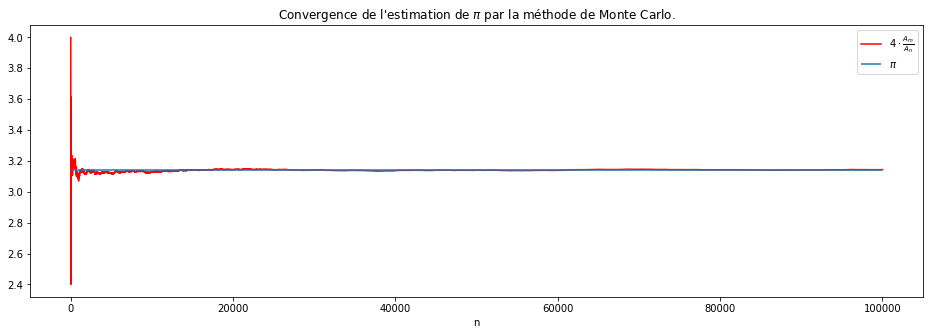 Convergence de l'estimation de π par la méthode de Monte Carlo.
4.0
3.8
3.6
3.4
3.2
3.0
2.8
2.6
2.4
4 · A_m/A_n
π
0 20000 40000 60000 80000 100000
n